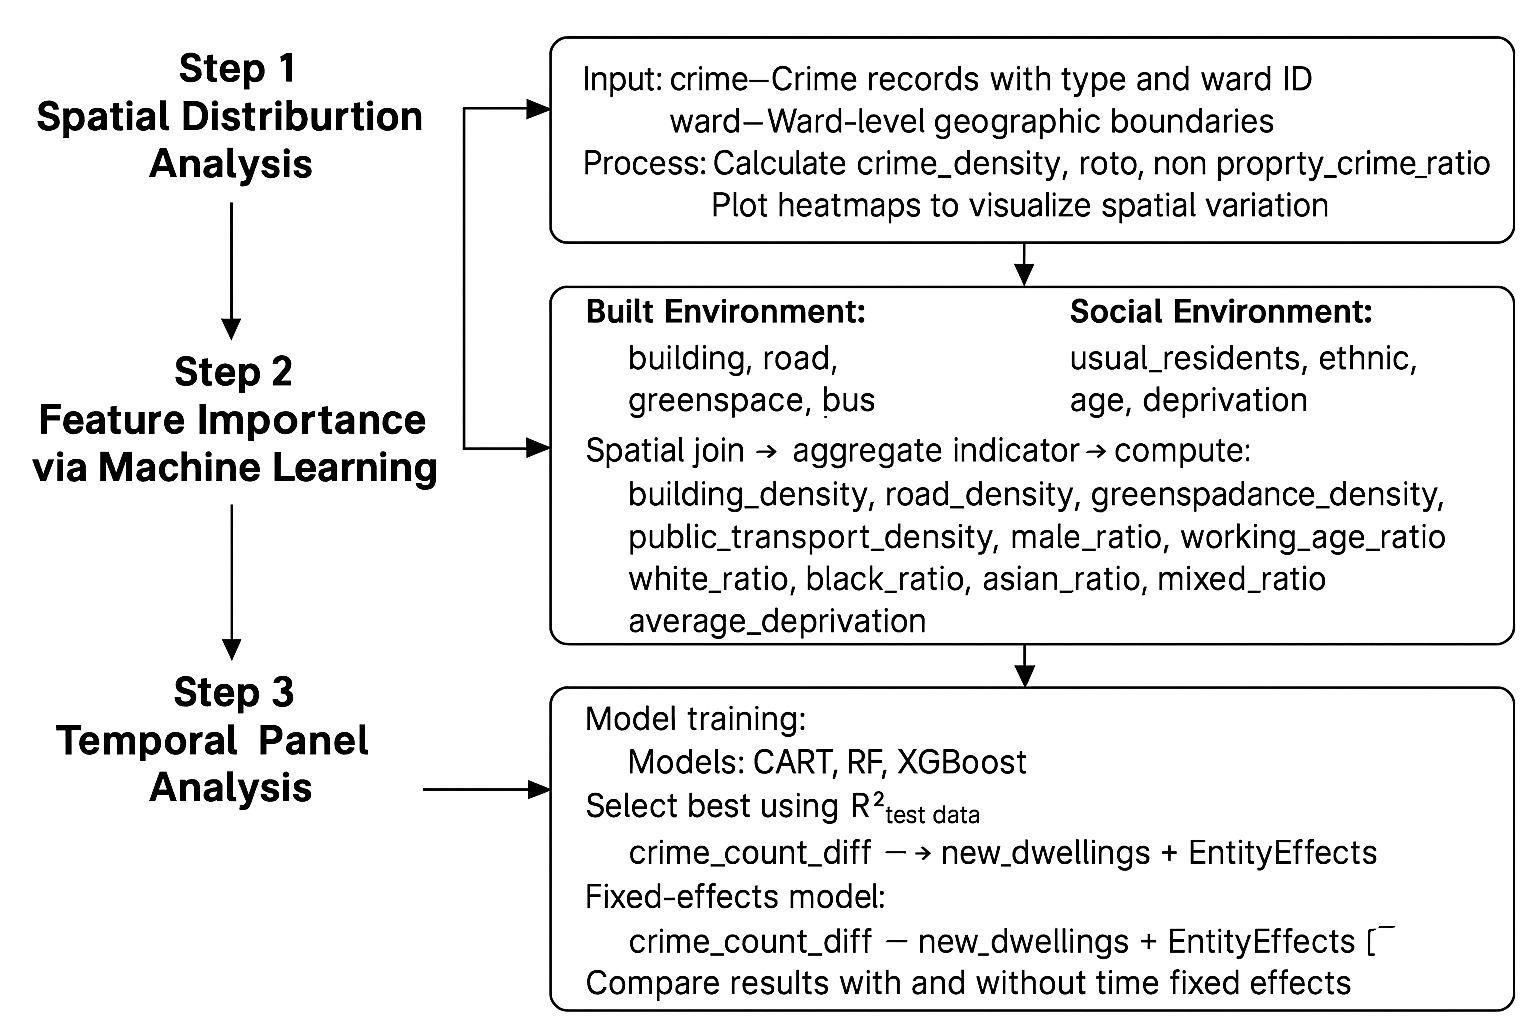 Step 1
Spatial Distriburtion
Analysis
Step 2
Feature Importance
via Machine Learning
Step 3
Temporal Panel
Analysis
Input: crime—Crime records with type and ward ID
ward—Ward-level geographic boundaries
Process: Calculate crime_density, roto, non proprty_crime_ratio
Plot heatmaps to visualize spatial variation
Built Environment:
building, road,
greenspace, bus
Social Environment:
usual_residents, ethnic,
age, deprivation
Spatial join → aggregate indicator → compute:
building_density, road_density, greenspadance_density,
public_transport_density, male_ratio, working_age_ratio
white_ratio, black_ratio, asian_ratio, mixed_ratio
average_deprivation
Model training:
Models: CART, RF, XGBoost
Select best using R²test data
crime_count_diff — → new_dwellings + EntityEffects
Fixed-effects model:
crime_count_diff — new_dwellings + EntityEffects [¯
Compare results with and without time fixed effects